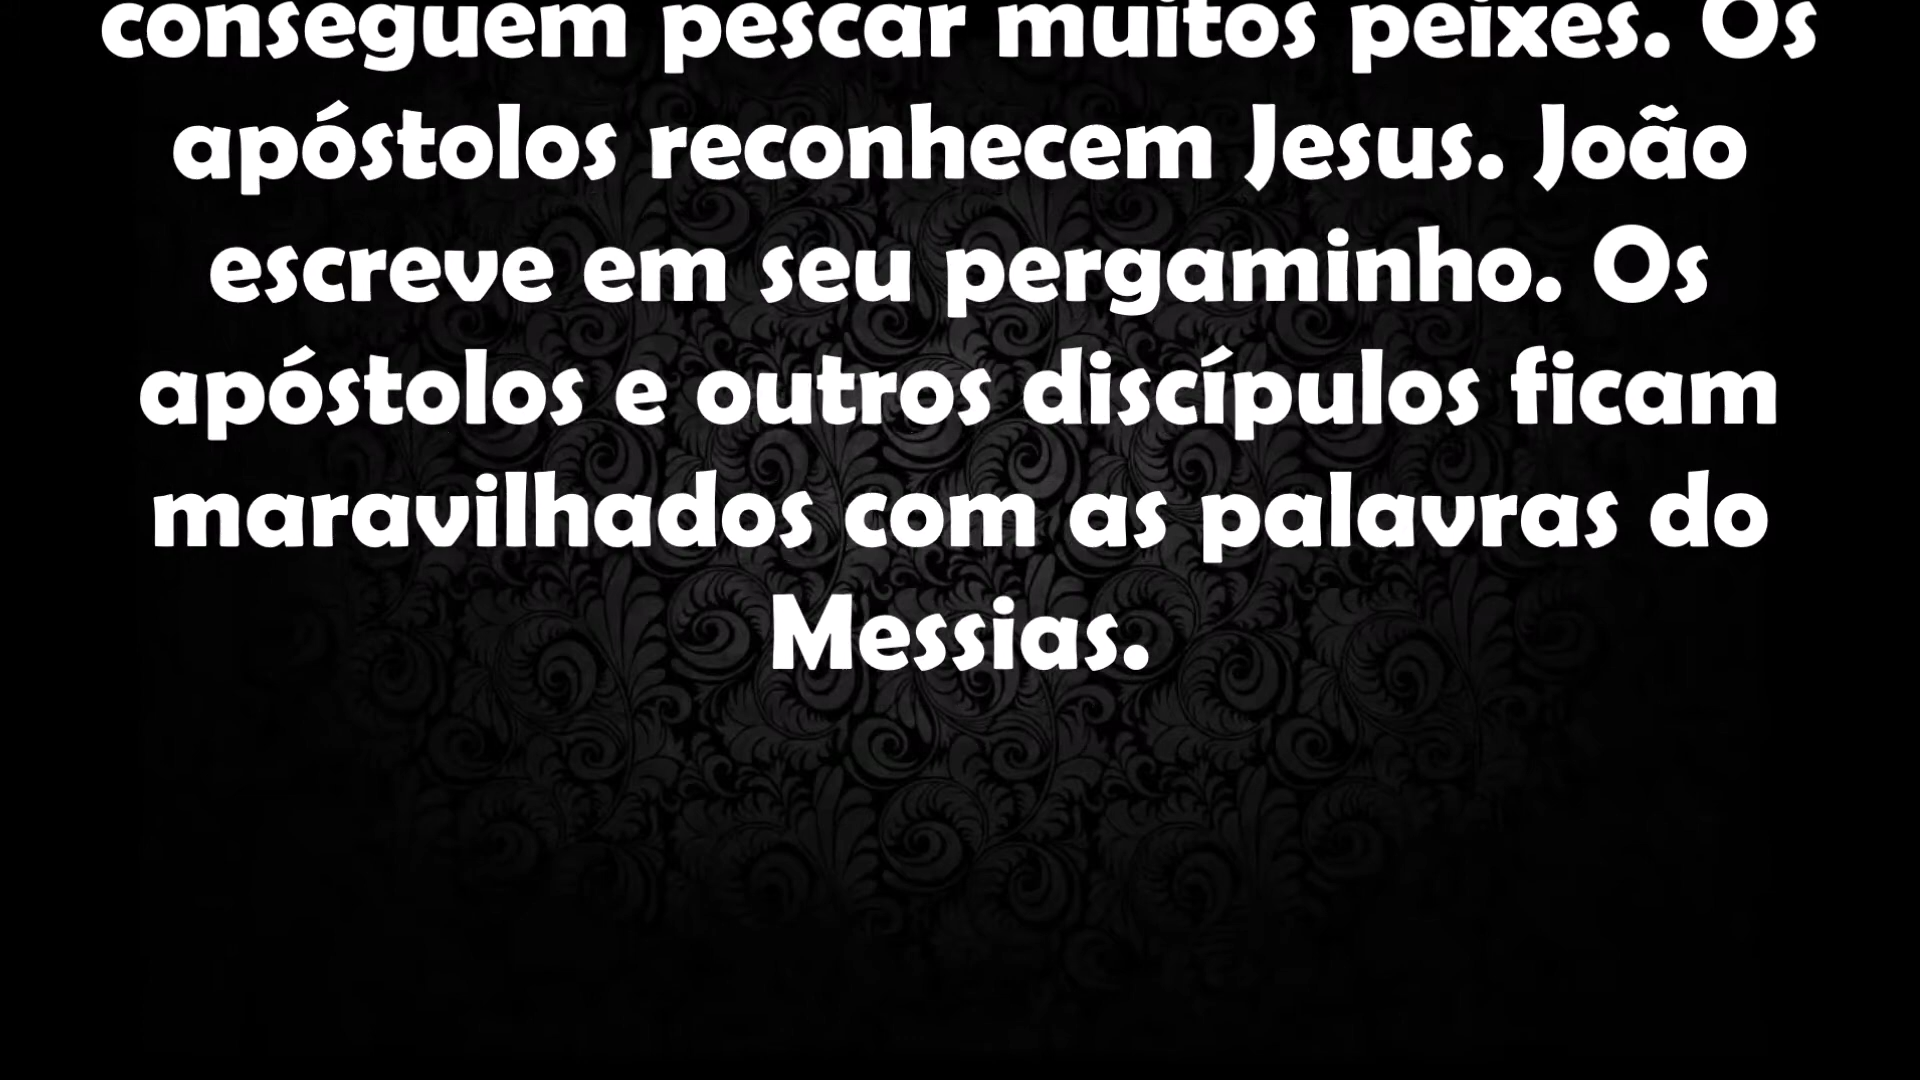 conseguem pescar muitos peixes. Os
apóstolos reconhecem Jesus. João
escreve em seu pergaminho. Os
apóstolos e outros discípulos ficam
maravilhados com as palavras do
Messias.